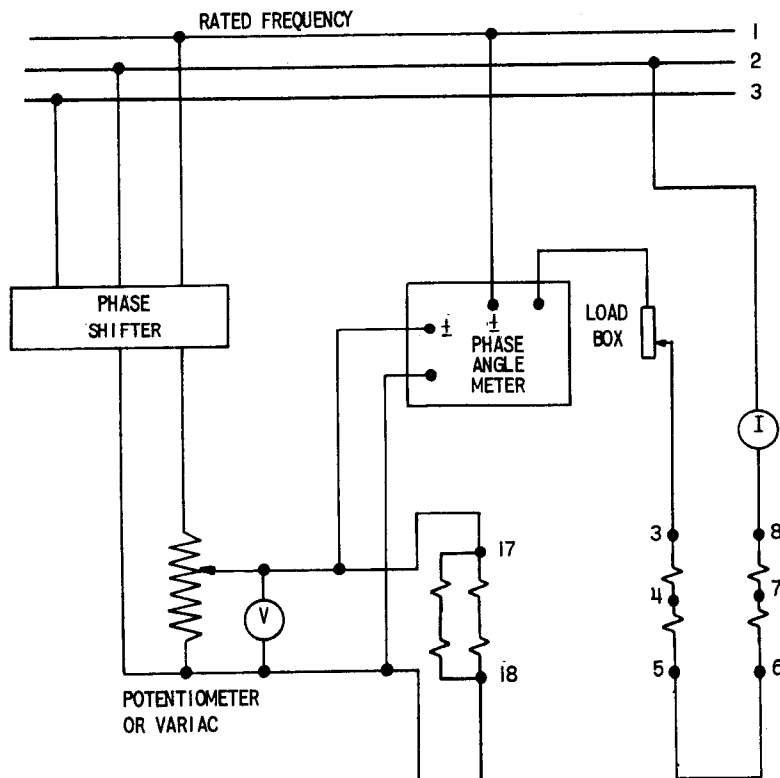 RATED FREQUENCY
1
2
3
PHASE
SHIFTER
±
±
PHASE
ANGLE
METER
LOAD
BOX
I
3
8
17
4
7
V
18
5
6
POTENTIOMETER
OR VARIAC